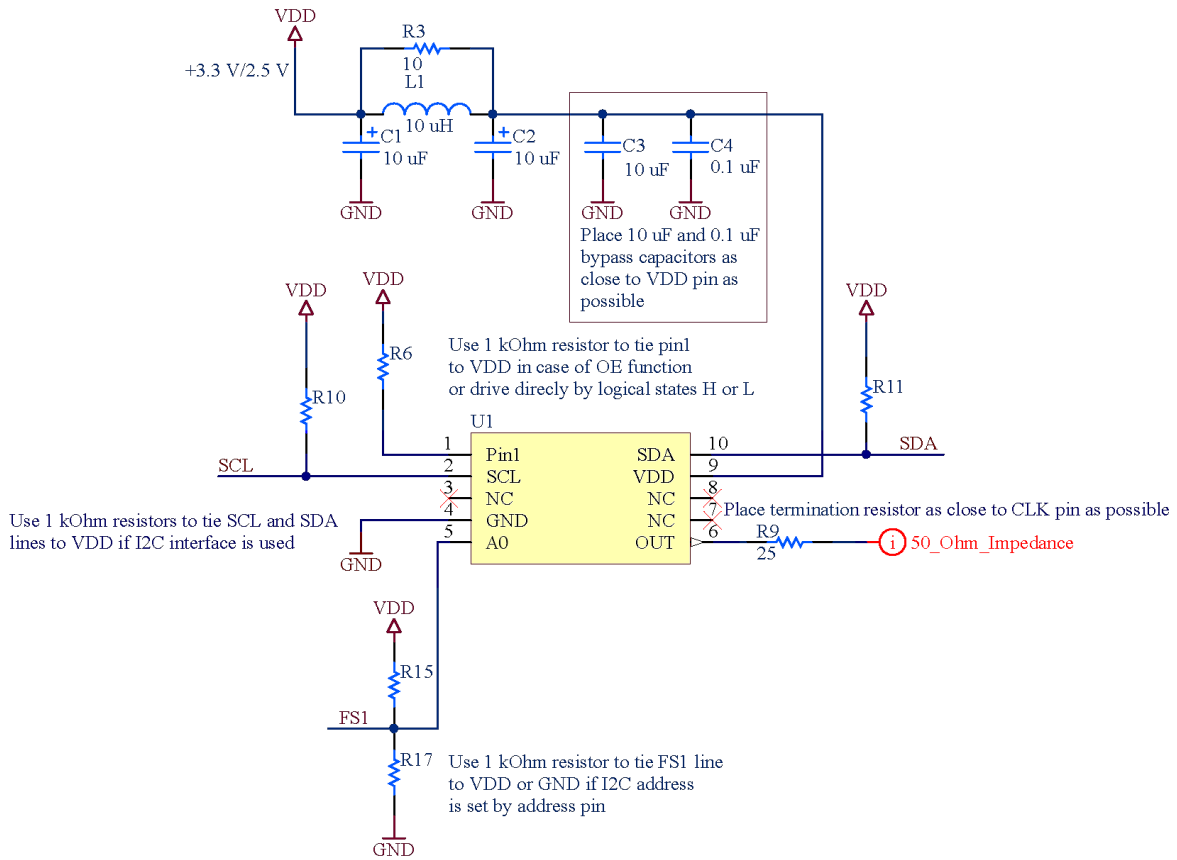 VDD
+3.3 V/2.5 V
R3
10
L1
10 uH
C1
10 uF
C2
10 uF
C3
10 uF
C4
0.1 uF
GND
GND
GND
GND
Place 10 uF and 0.1 uF
bypass capacitors as
close to VDD pin as
possible
VDD
VDD
VDD
R6
R10
R11
Use 1 kOhm resistor to tie pin1
to VDD in case of OE function
or drive direcly by logical states H or L
U1
1
Pin1
2
SCL
3
NC
4
GND
5
A0
10
SDA
9
VDD
8
NC
7
NC
6
OUT
SCL
SDA
Use 1 kOhm resistors to tie SCL and SDA
lines to VDD if I2C interface is used
GND
Place termination resistor as close to CLK pin as possible
R9
25
i
50_Ohm_Impedance
VDD
R15
FS1
R17
GND
Use 1 kOhm resistor to tie FS1 line
to VDD or GND if I2C address
is set by address pin